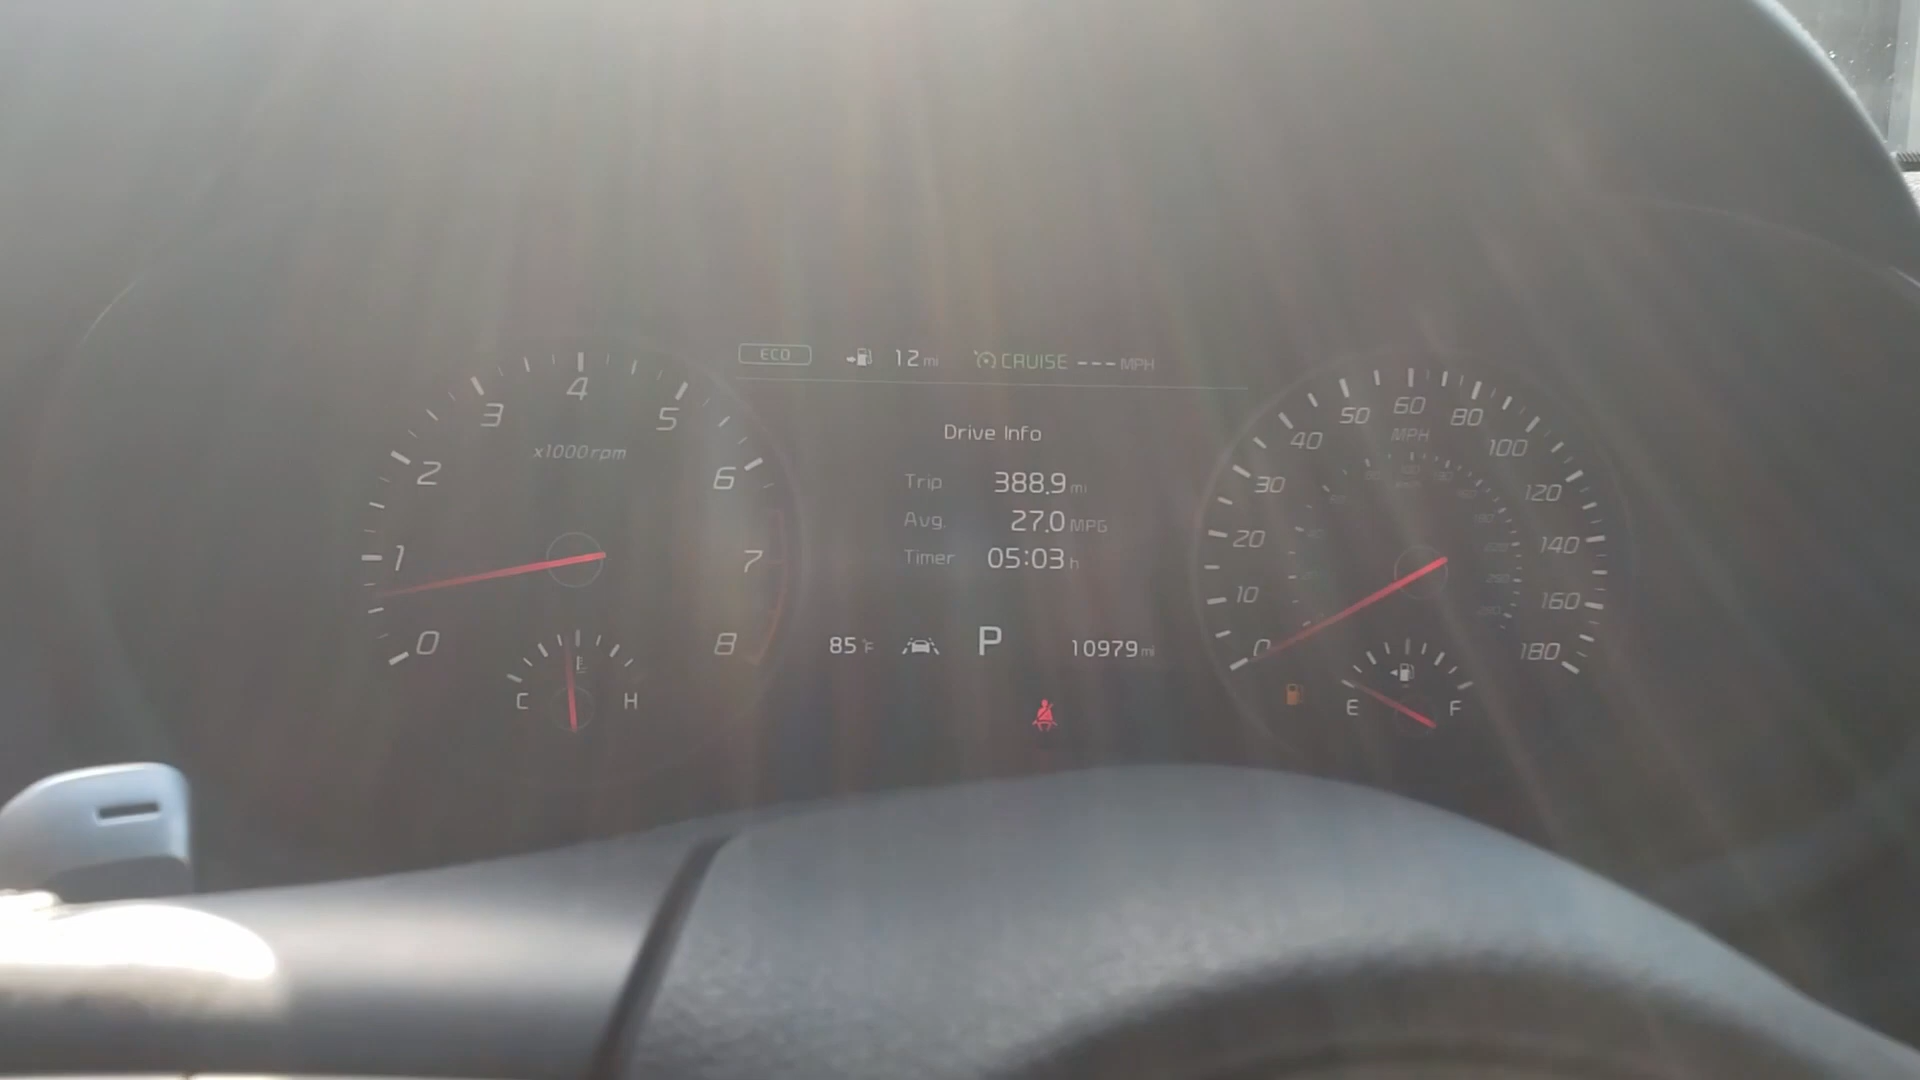 ECO 12 mi CRUISE --- MPH
Drive Info
Trip 388.9 mi
Avg. 27.0 MPG
Timer 05:03 h
85°F P 10979 mi
0 1 2 3 4 5 6 7 8
x1000rpm
C H
0 10 20 30 40 50 60 80 100 120 140 160 180
MPH
E F